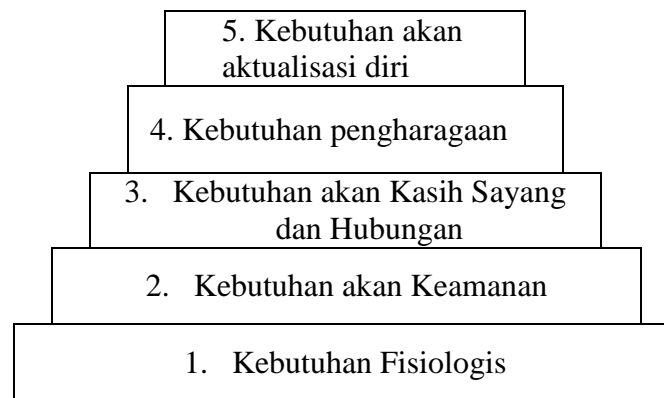 5. Kebutuhan akan
aktualisasi diri
4. Kebutuhan pengharagaan
3. Kebutuhan akan Kasih Sayang
dan Hubungan
2. Kebutuhan akan Keamanan
1. Kebutuhan Fisiologis